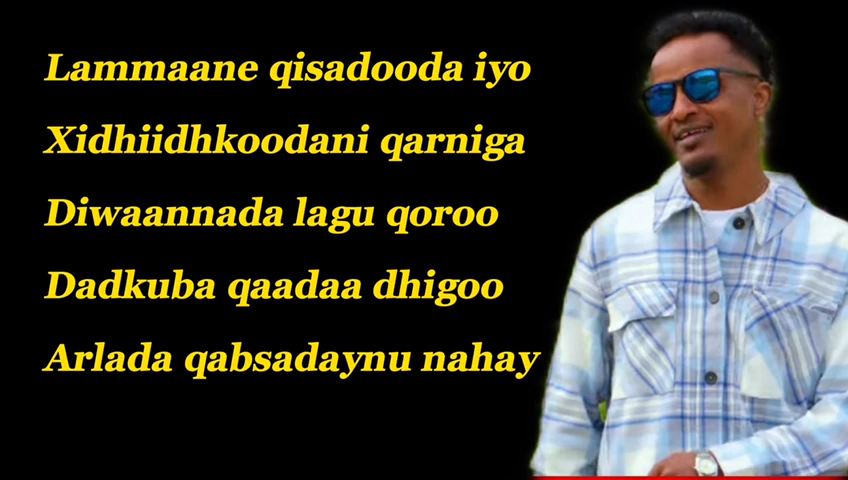 Lammaane qisadooda iyo
Xidhiidhkoodani qarniga
Diwaannada lagu qoroo
Dadkuba qaadaa dhigoo
Arlada qabsadaynu nahay